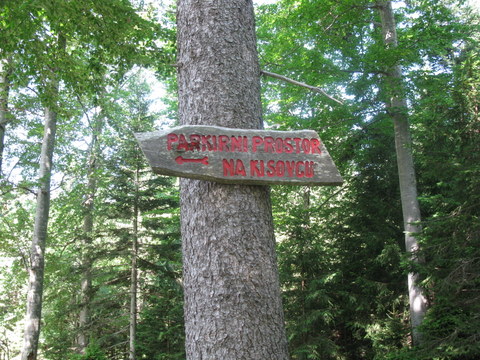 PARKIRNI PROSTOR
NA KISOVCU